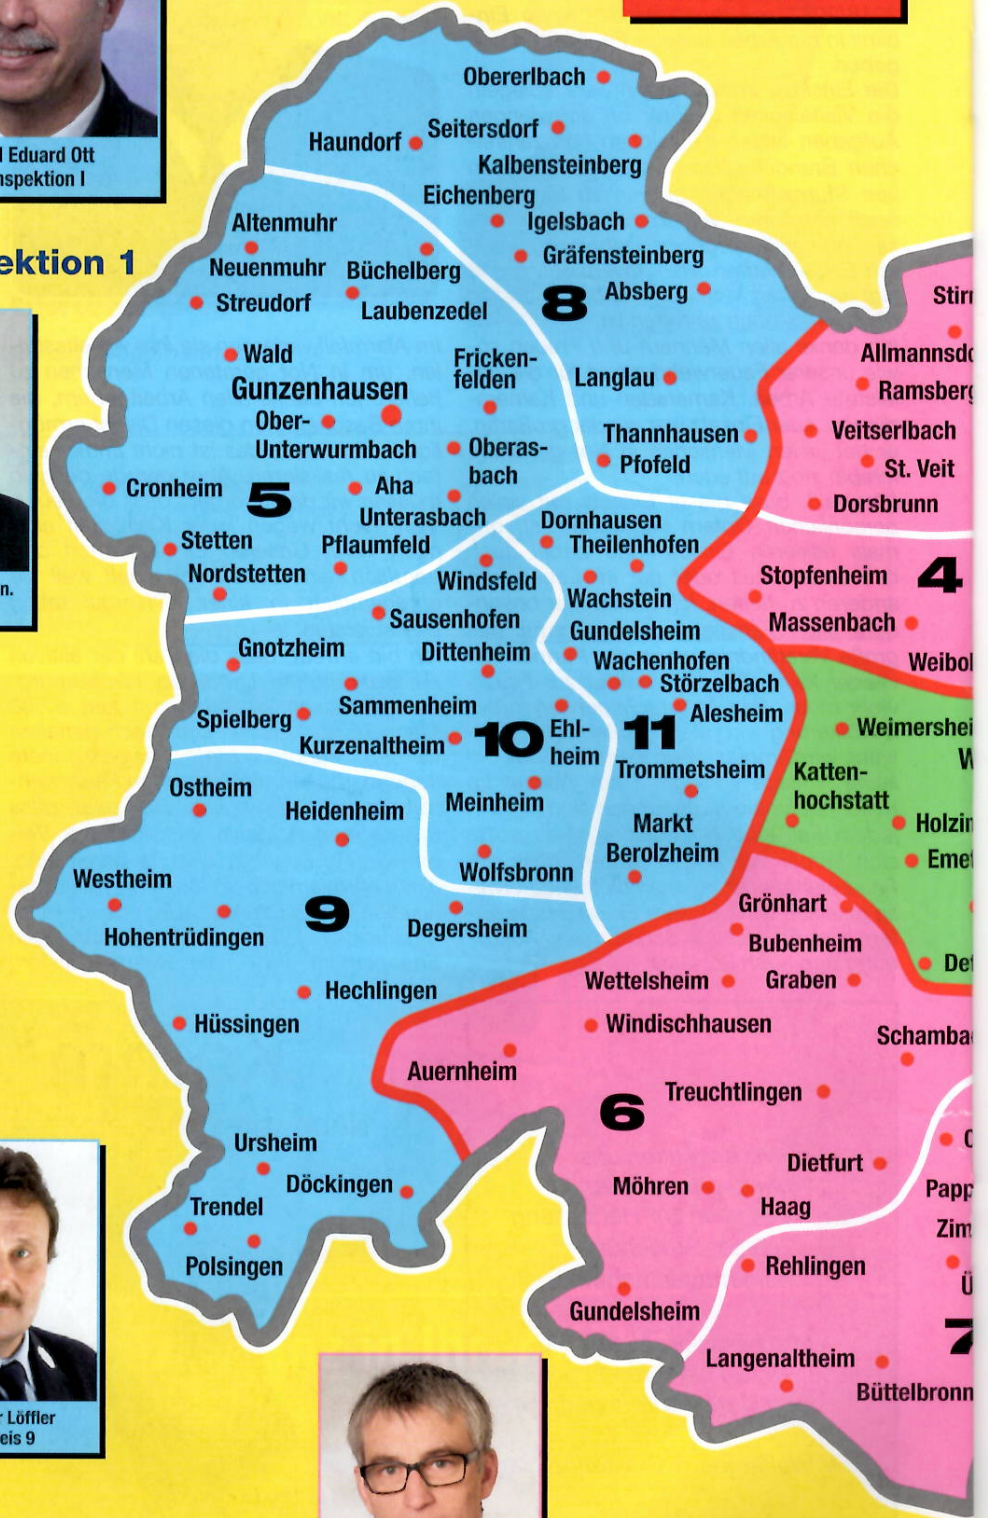 Eduard Ott
nspektion I
ektion 1
n.
Löffler
eis 9
Obererlbach
Seitersdorf
Haundorf
Kalbensteinberg
Eichenberg
Igelsbach
Altenmuhr
Gräfensteinberg
Neuenmuhr
Büchelberg
8
Absberg
Streudorf
Laubenzedel
Stirn
Wald
Fricken-
felden
Allmannsdo
Gunzenhausen
Langlau
Ramsberg
Ober-
Unterwurmbach
Thannhausen
Veitserlbach
Oberas-
bach
Pfofeld
St. Veit
Cronheim
5
Aha
Dorsbrunn
Unterasbach
Dornhausen
Stetten
Pflaumfeld
Theilenhofen
Nordstetten
Windsfeld
Stopfenheim
4
Wachstein
Sausenhofen
Massenbach
Gundelsheim
Gnotzheim
Dittenheim
Wachenhofen
Weibol
Störzelbach
Sammenheim
Alesheim
Spielberg
Weimershei
Kurzenaltheim
10
Ehl-
heim
11
W
Trommetsheim
Katten-
hochstatt
Ostheim
Meinheim
Heidenheim
Markt
Berolzheim
Holzin
Emet
Wolfsbronn
Westheim
Grönhart
9
Degersheim
Hohentrüdingen
Bubenheim
Det
Wettelsheim
Graben
Hechlingen
Hüssingen
Windischhausen
Schamba
Auernheim
Treuchtlingen
6
Ursheim
Dietfurt
Döckingen
Möhren
Papp
Trendel
Haag
Zim
Polsingen
Rehlingen
Ü
Gundelsheim
7
Langenaltheim
Büttelbronn